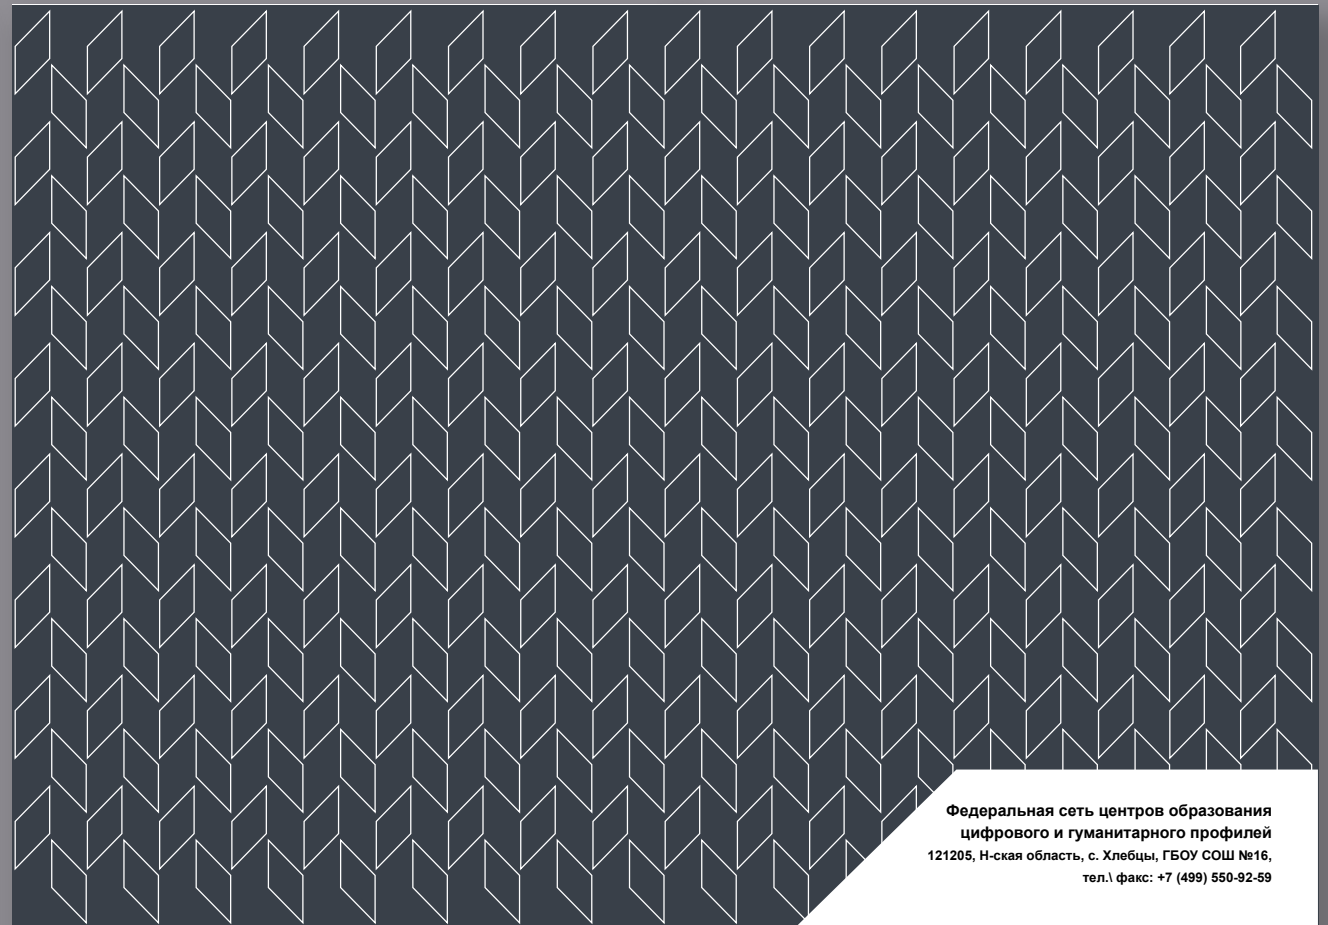 Федеральная сеть центров образования
цифрового и гуманитарного профилей
121205, Н-ская область, с. Хлебцы, ГБОУ СОШ №16,
тел.\ факс: +7 (499) 550-92-59